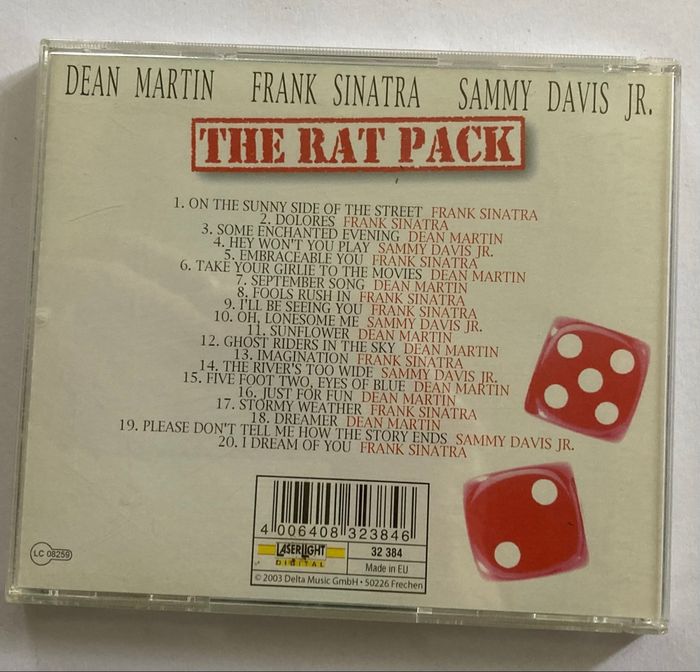 DEAN MARTIN FRANK SINATRA SAMMY DAVIS JR.
THE RAT PACK
1. ON THE SUNNY SIDE OF THE STREET FRANK SINATRA
2. DOLORES FRANK SINATRA
3. SOME ENCHANTED EVENING DEAN MARTIN
4. HEY WON'T YOU PLAY SAMMY DAVIS JR.
5. EMBRACEABLE YOU FRANK SINATRA
6. TAKE YOUR GIRLIE TO THE MOVIES DEAN MARTIN
7. SEPTEMBER SONG DEAN MARTIN
8. FOOLS RUSH IN FRANK SINATRA
9. I'LL BE SEEING YOU FRANK SINATRA
10. OH, LONESOME ME SAMMY DAVIS JR.
11. SUNFLOWER DEAN MARTIN
12. GHOST RIDERS IN THE SKY DEAN MARTIN
13. IMAGINATION FRANK SINATRA
14. THE RIVER'S TOO WIDE SAMMY DAVIS JR.
15. FIVE FOOT TWO, EYES OF BLUE DEAN MARTIN
16. JUST FOR FUN DEAN MARTIN
17. STORMY WEATHER FRANK SINATRA
18. DREAMER DEAN MARTIN
19. PLEASE DON'T TELL ME HOW THE STORY ENDS SAMMY DAVIS JR.
20. I DREAM OF YOU FRANK SINATRA
4 006408 323846
LASERLIGHT
DIGITAL
32 384
Made in EU
© 2003 Delta Music GmbH • 50226 Frechen
LC 08259